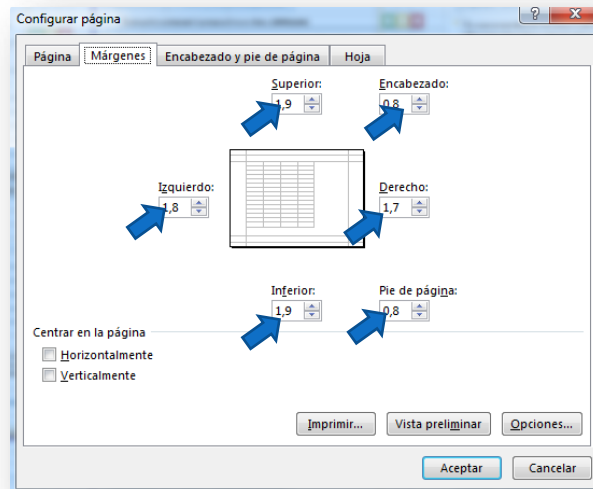 Configurar página
Página Márgenes Encabezado y pie de página Hoja
Superior: Encabezado:
1,9 0,8
Izquierdo: Derecho:
1,8 1,7
Inferior: Pie de página:
1,9 0,8
Centrar en la página
Horizontalmente
Verticalmente
Imprimir... Vista preliminar Opciones...
Aceptar Cancelar